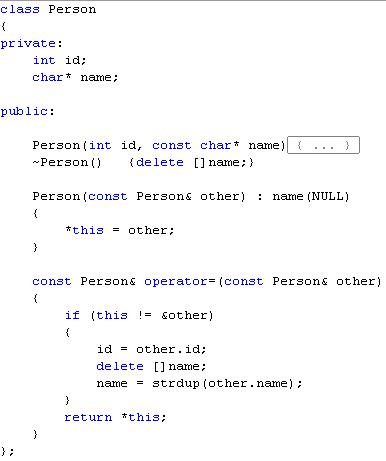 class Person
{
private:
    int id;
    char* name;

public:

    Person(int id, const char* name){ ... }
    ~Person()   {delete []name;}

    Person(const Person& other) : name(NULL)
    {
        *this = other;
    }

    const Person& operator=(const Person& other)
    {
        if (this != &other)
        {
            id = other.id;
            delete []name;
            name = strdup(other.name);
        }
        return *this;
    }
};